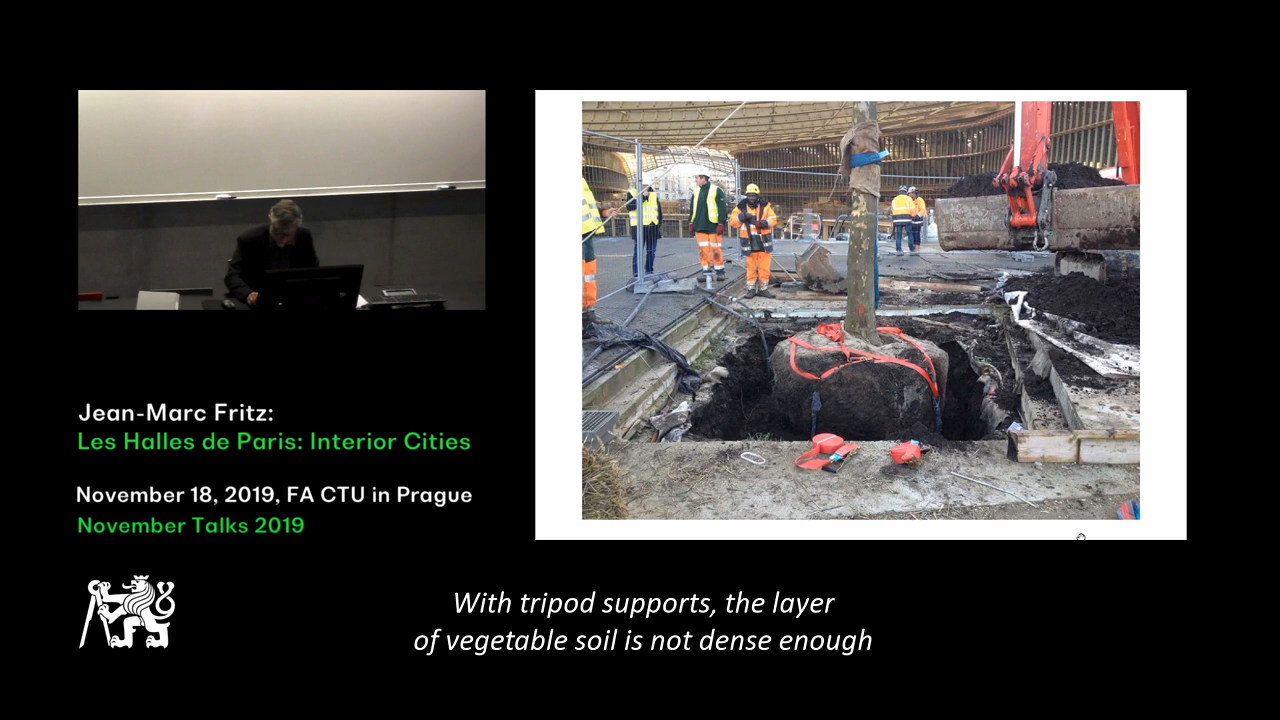 Jean-Marc Fritz:
Les Halles de Paris: Interior Cities
November 18, 2019, FA CTU in Prague
November Talks 2019
With tripod supports, the layer
of vegetable soil is not dense enough